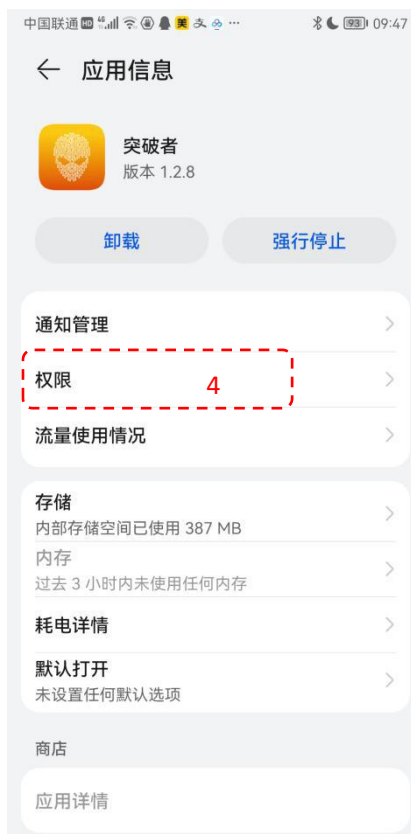 中国联通 HD 46 美 支 … 93 09:47
← 应用信息
突破者
版本 1.2.8
卸载 强行停止
通知管理
权限 4
流量使用情况
存储
内部存储空间已使用 387 MB
内存
过去 3 小时内未使用任何内存
耗电详情
默认打开
未设置任何默认选项
商店
应用详情